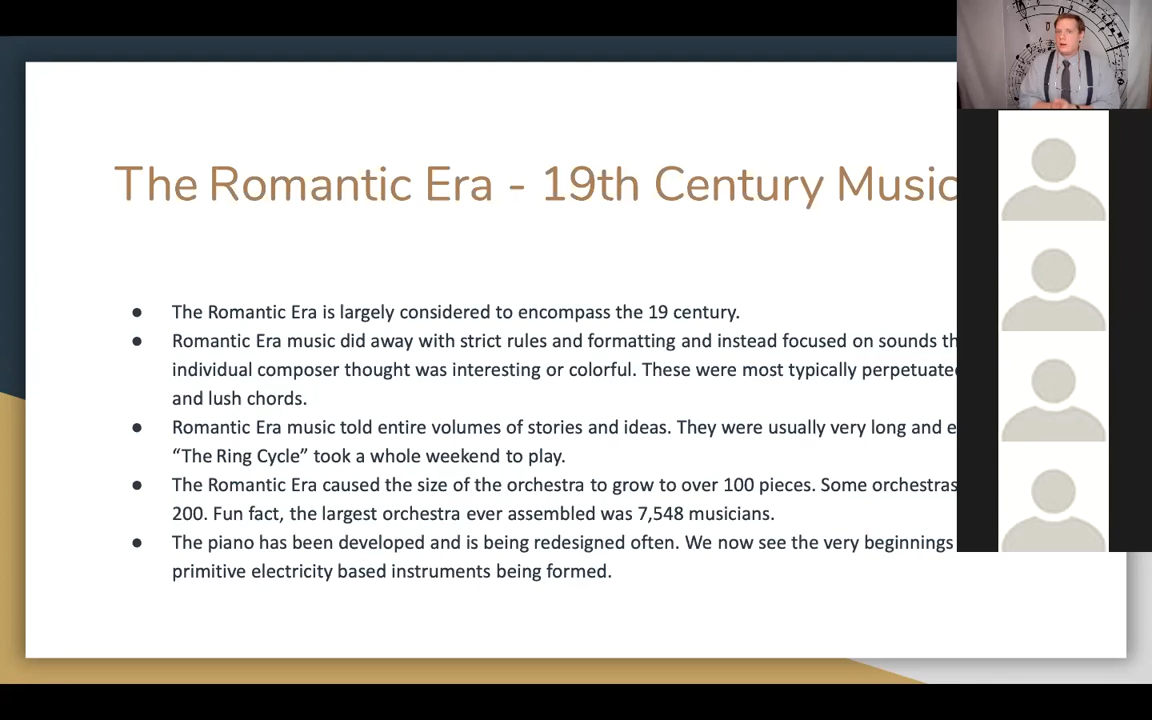 The Romantic Era - 19th Century Music
● The Romantic Era is largely considered to encompass the 19 century.
● Romantic Era music did away with strict rules and formatting and instead focused on sounds th
individual composer thought was interesting or colorful. These were most typically perpetuate
and lush chords.
● Romantic Era music told entire volumes of stories and ideas. They were usually very long and e
“The Ring Cycle” took a whole weekend to play.
● The Romantic Era caused the size of the orchestra to grow to over 100 pieces. Some orchestras
200. Fun fact, the largest orchestra ever assembled was 7,548 musicians.
● The piano has been developed and is being redesigned often. We now see the very beginnings
primitive electricity based instruments being formed.